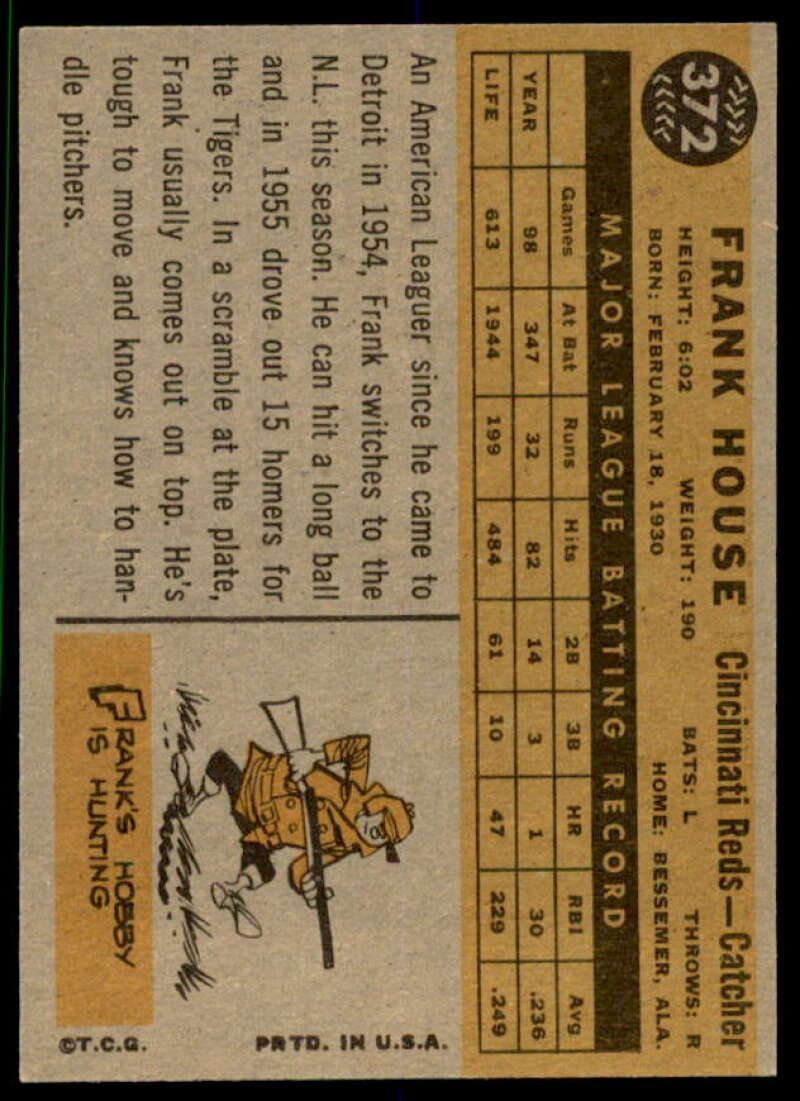 372
FRANK HOUSE Cincinnati Reds—Catcher
HEIGHT: 6:02 WEIGHT: 190 BATS: L THROWS: R
BORN: FEBRUARY 18, 1930 HOME: BESSEMER, ALA.
MAJOR LEAGUE BATTING RECORD
Games At Bat Runs Hits 2B 3B HR RBI Avg
YEAR 98 347 32 82 14 3 1 30 .236
LIFE 613 1944 199 484 61 10 47 229 .249
An American Leaguer since he came to
Detroit in 1954, Frank switches to the
N.L. this season. He can hit a long ball
and in 1955 drove out 15 homers for
the Tigers. In a scramble at the plate,
Frank usually comes out on top. He's
tough to move and knows how to han-
dle pitchers.
FRANK'S HOBBY
IS HUNTING
©T.C.G. PRTD. IN U.S.A.